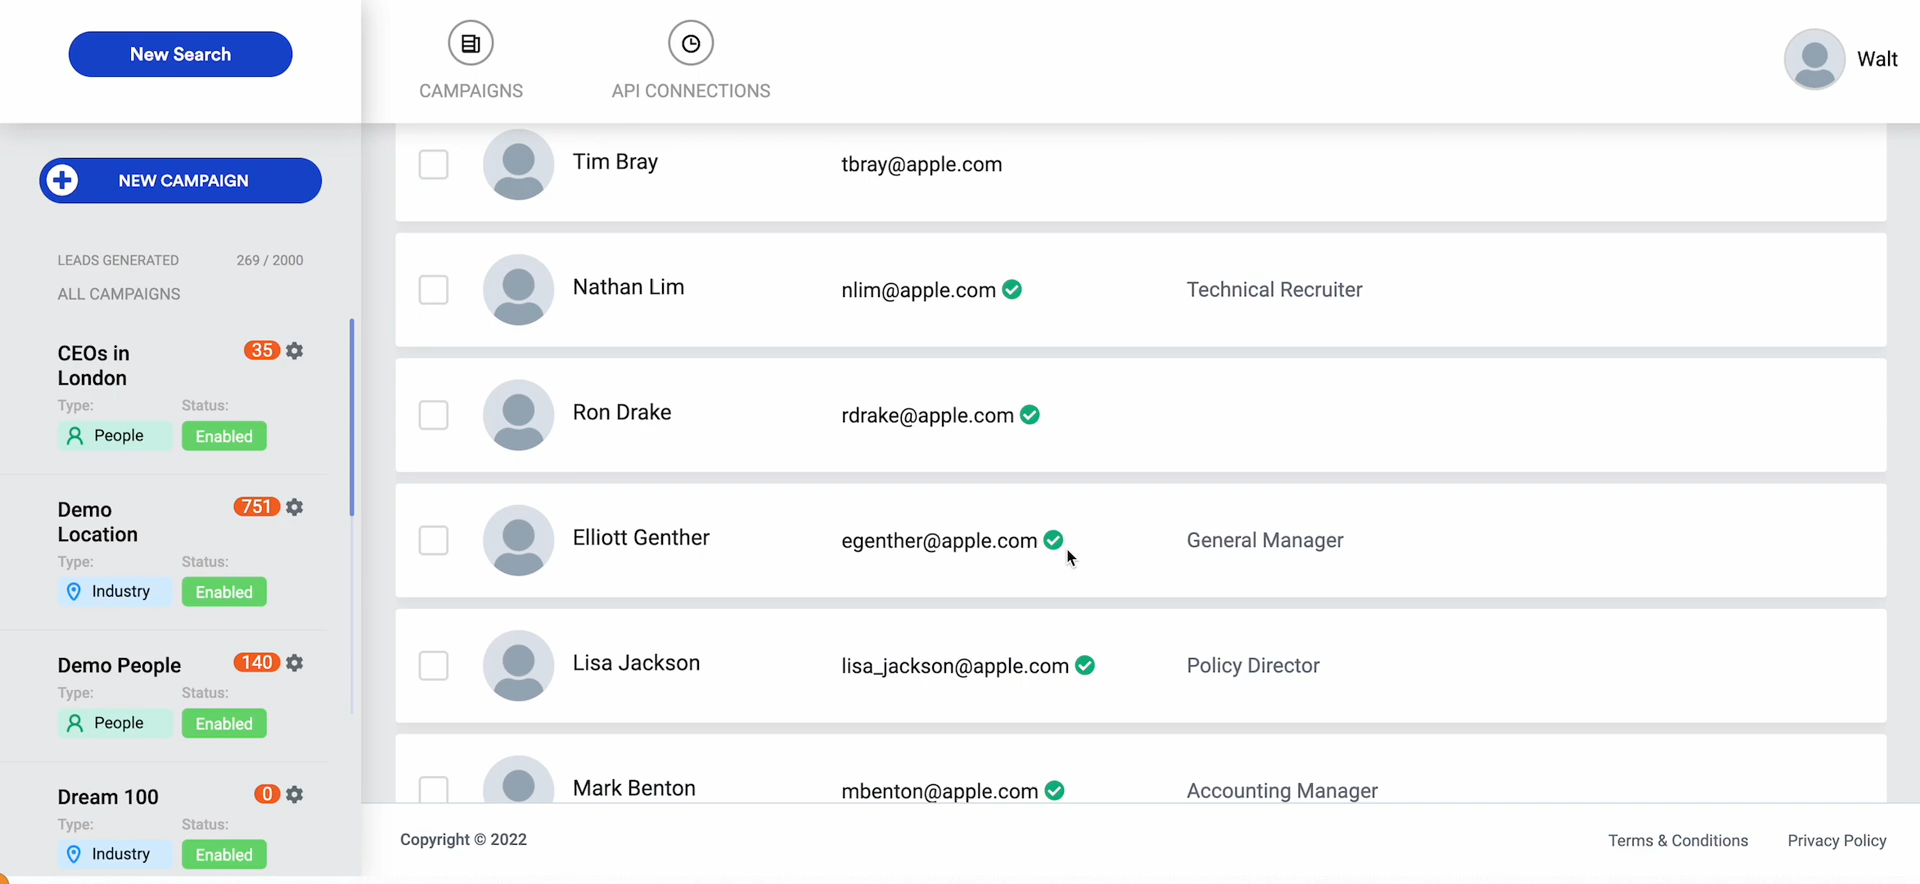 New Search
CAMPAIGNS
API CONNECTIONS
Walt
NEW CAMPAIGN
LEADS GENERATED 269 / 2000
ALL CAMPAIGNS
CEOs in
London
35
Type: Status:
People Enabled
Demo
Location
751
Type: Status:
Industry Enabled
Demo People 140
Type: Status:
People Enabled
Dream 100 0
Type: Status:
Industry Enabled
Tim Bray tbray@apple.com
Nathan Lim nlim@apple.com Technical Recruiter
Ron Drake rdrake@apple.com
Elliott Genther egenther@apple.com General Manager
Lisa Jackson lisa_jackson@apple.com Policy Director
Mark Benton mbenton@apple.com Accounting Manager
Copyright © 2022
Terms & Conditions Privacy Policy